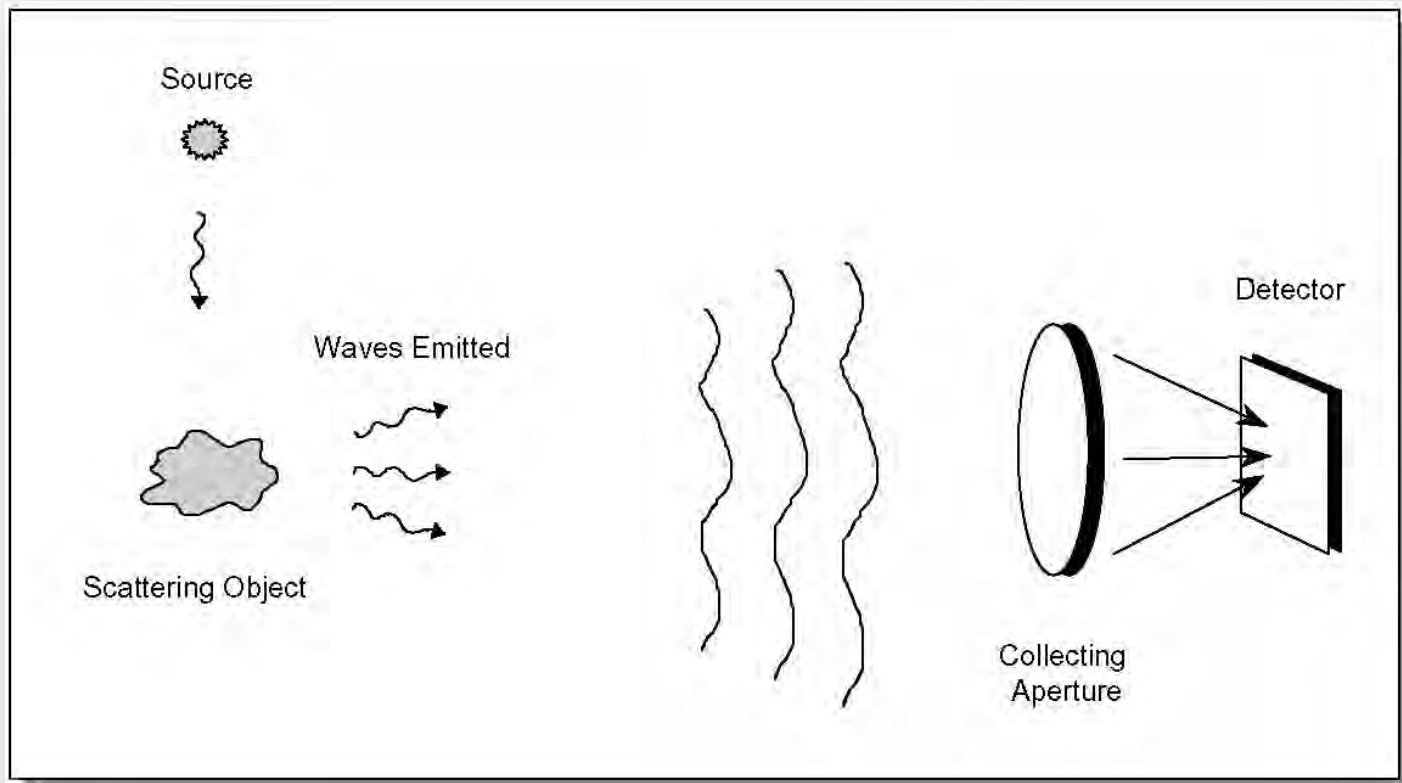 Source
Detector
Waves Emitted
Scattering Object
Collecting
Aperture